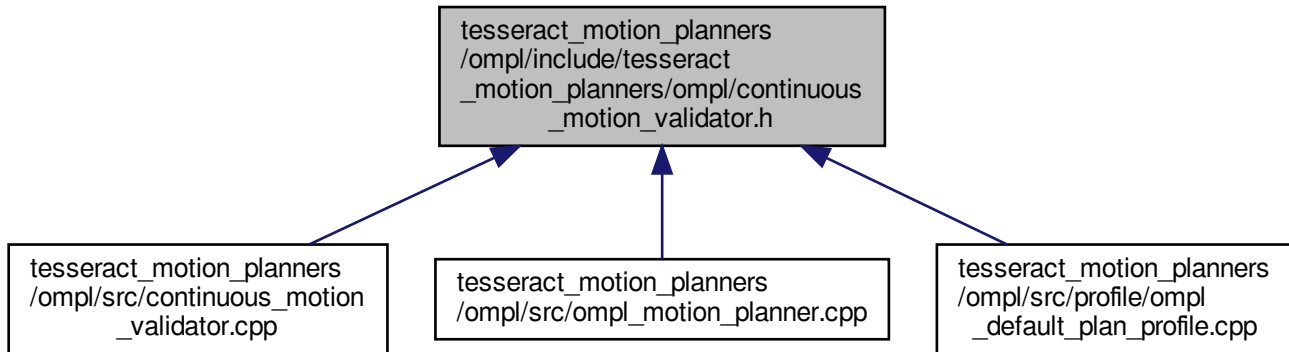 tesseract_motion_planners
/ompl/include/tesseract
_motion_planners/ompl/continuous
_motion_validator.h
tesseract_motion_planners
/ompl/src/continuous_motion
_validator.cpp
tesseract_motion_planners
/ompl/src/ompl_motion_planner.cpp
tesseract_motion_planners
/ompl/src/profile/ompl
_default_plan_profile.cpp